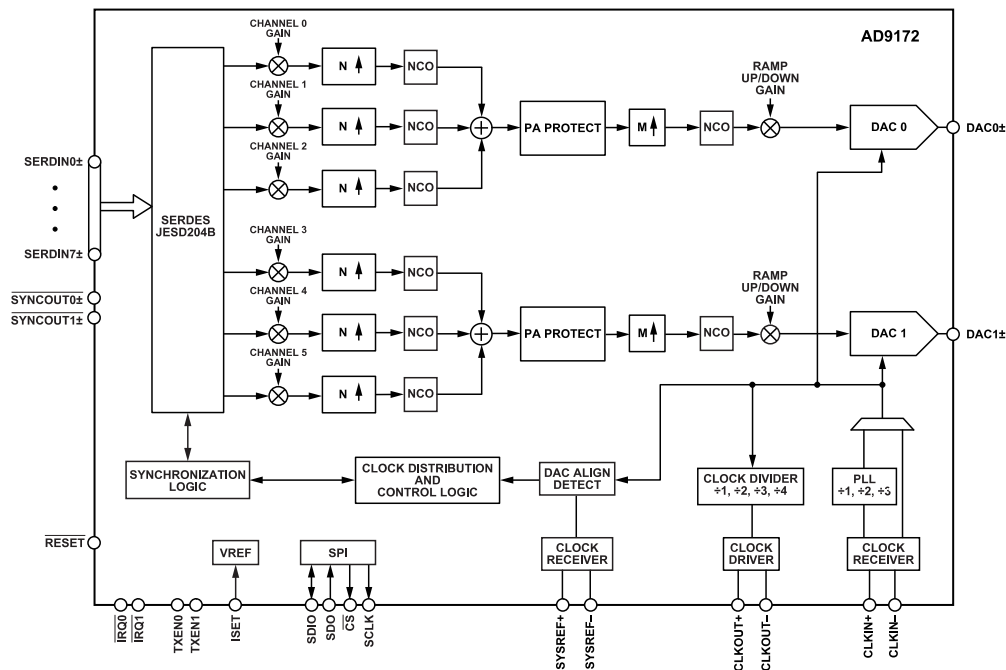 AD9172
CHANNEL 0
GAIN
N
NCO
CHANNEL 1
GAIN
N
NCO
CHANNEL 2
GAIN
N
NCO
PA PROTECT
M
NCO
RAMP
UP/DOWN
GAIN
DAC 0
DAC0±
SERDIN0±
SERDIN7±
SYNCOUT0±
SYNCOUT1±
SERDES
JESD204B
CHANNEL 3
GAIN
N
NCO
CHANNEL 4
GAIN
N
NCO
CHANNEL 5
GAIN
N
NCO
PA PROTECT
M
NCO
RAMP
UP/DOWN
GAIN
DAC 1
DAC1±
SYNCHRONIZATION
LOGIC
CLOCK DISTRIBUTION
AND
CONTROL LOGIC
DAC ALIGN
DETECT
CLOCK DIVIDER
÷1, ÷2, ÷3, ÷4
PLL
÷1, ÷2, ÷3
RESET
VREF
SPI
CLOCK
RECEIVER
CLOCK
DRIVER
CLOCK
RECEIVER
IRQ0
IRQ1
TXEN0
TXEN1
ISET
SDIO
SDO
CS
SCLK
SYSREF+
SYSREF–
CLKOUT+
CLKOUT–
CLKIN+
CLKIN–